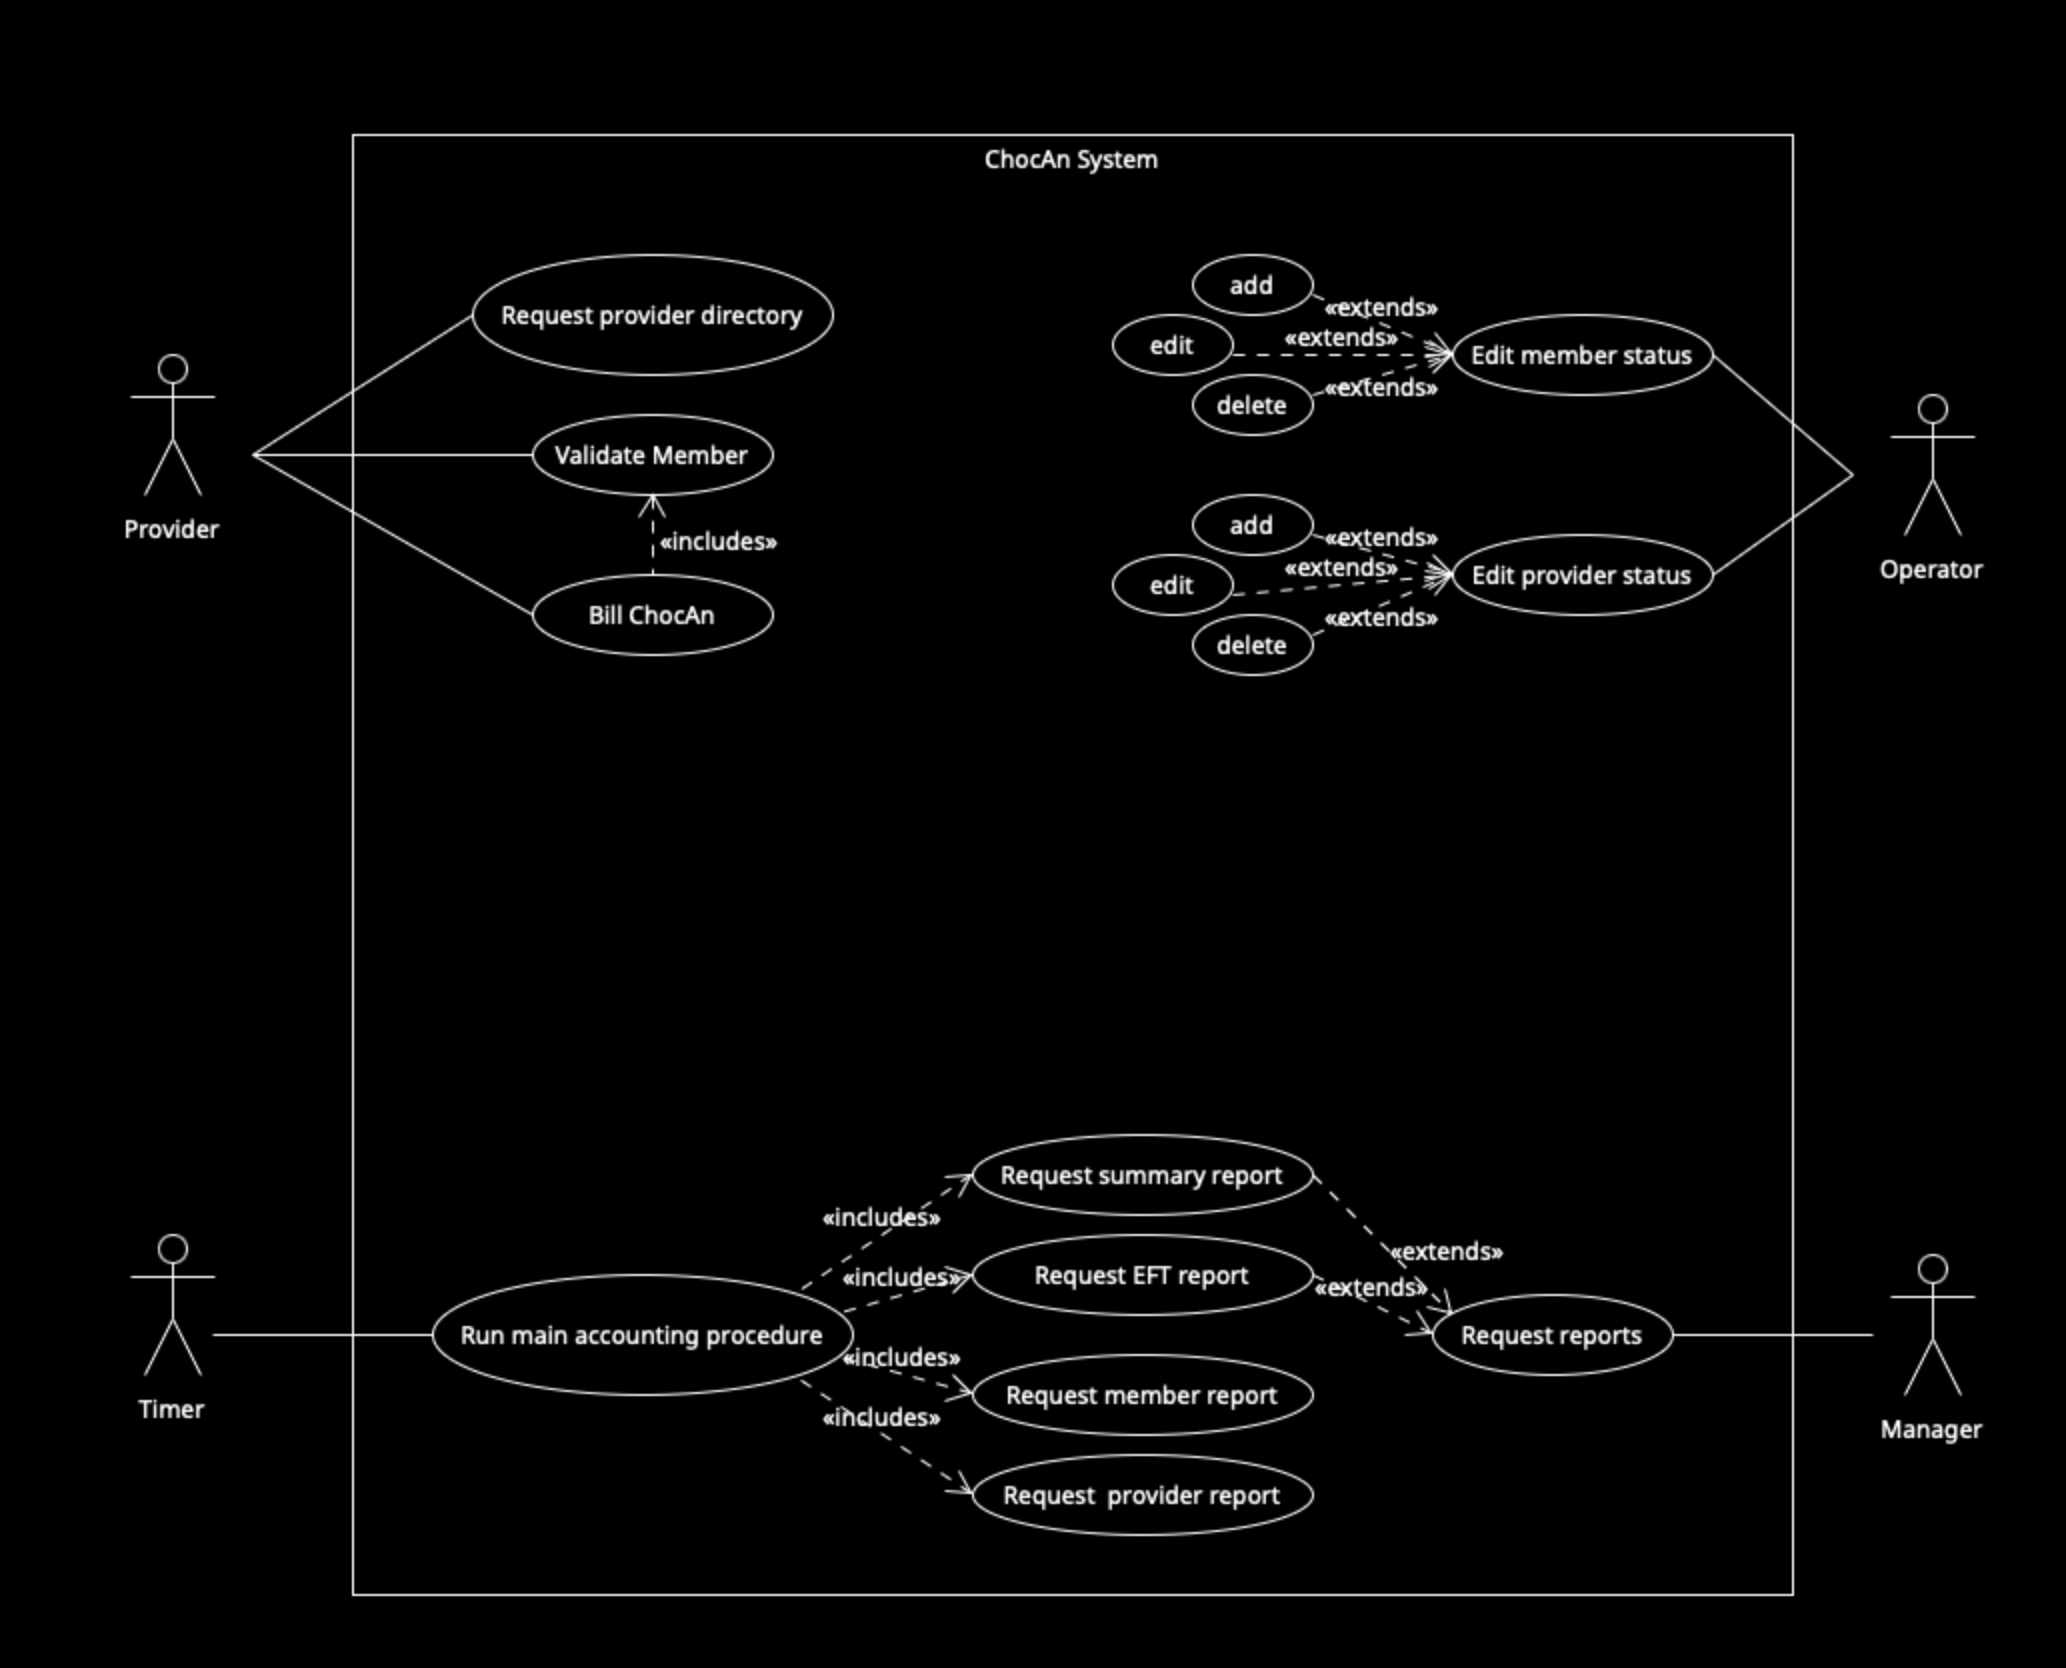 ChocAn System
Request provider directory
Validate Member
«includes»
Bill ChocAn
Provider
add
«extends»
edit
«extends»
delete
«extends»
Edit member status
add
«extends»
edit
«extends»
delete
«extends»
Edit provider status
Operator
Timer
Run main accounting procedure
«includes»
«includes»
«includes»
«includes»
Request summary report
Request EFT report
Request member report
Request  provider report
«extends»
«extends»
Request reports
Manager